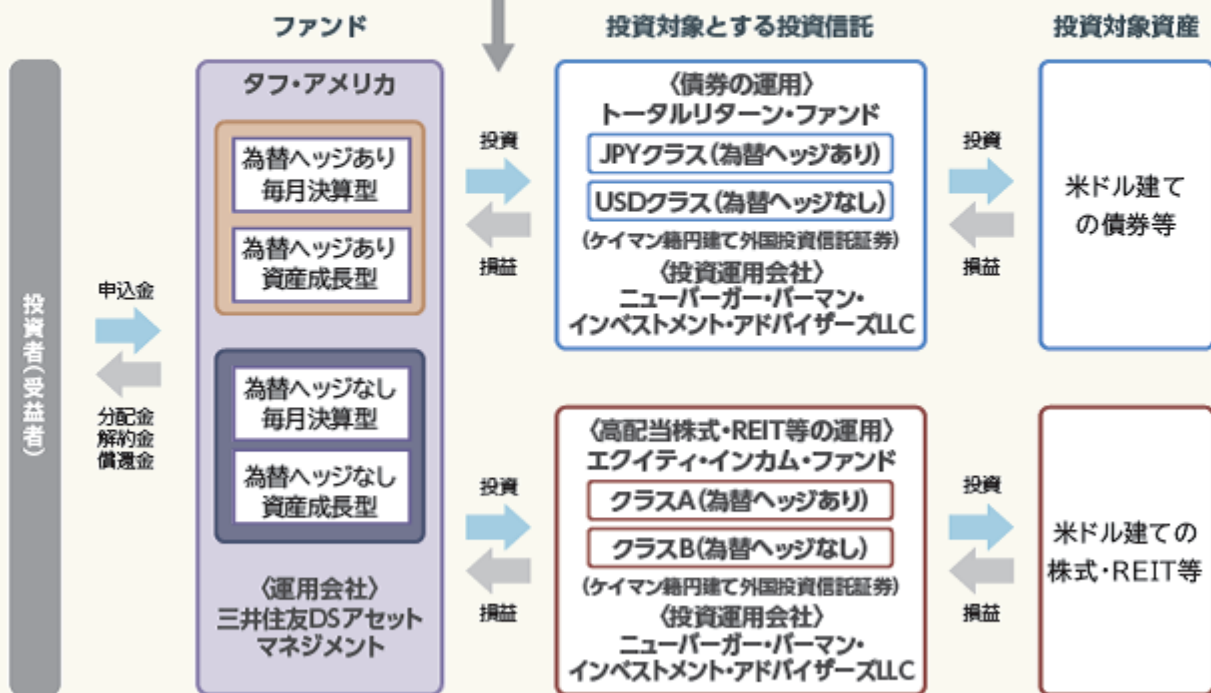 ファンド
投資対象とする投資信託
投資対象資産
投資者(受益者)
申込金
分配金
解約金
償還金
タフ・アメリカ
為替ヘッジあり
毎月決算型
為替ヘッジあり
資産成長型
為替ヘッジなし
毎月決算型
為替ヘッジなし
資産成長型
〈運用会社〉
三井住友DSアセット
マネジメント
投資
損益
〈債券の運用〉
トータルリターン・ファンド
JPYクラス(為替ヘッジあり)
USDクラス(為替ヘッジなし)
(ケイマン籍円建て外国投資信託証券)
〈投資運用会社〉
ニューバーガー・バーマン・
インベストメント・アドバイザーズLLC
投資
損益
米ドル建て
の債券等
投資
損益
〈高配当株式・REIT等の運用〉
エクイティ・インカム・ファンド
クラスA(為替ヘッジあり)
クラスB(為替ヘッジなし)
(ケイマン籍円建て外国投資信託証券)
〈投資運用会社〉
ニューバーガー・バーマン・
インベストメント・アドバイザーズLLC
投資
損益
米ドル建ての
株式・REIT等